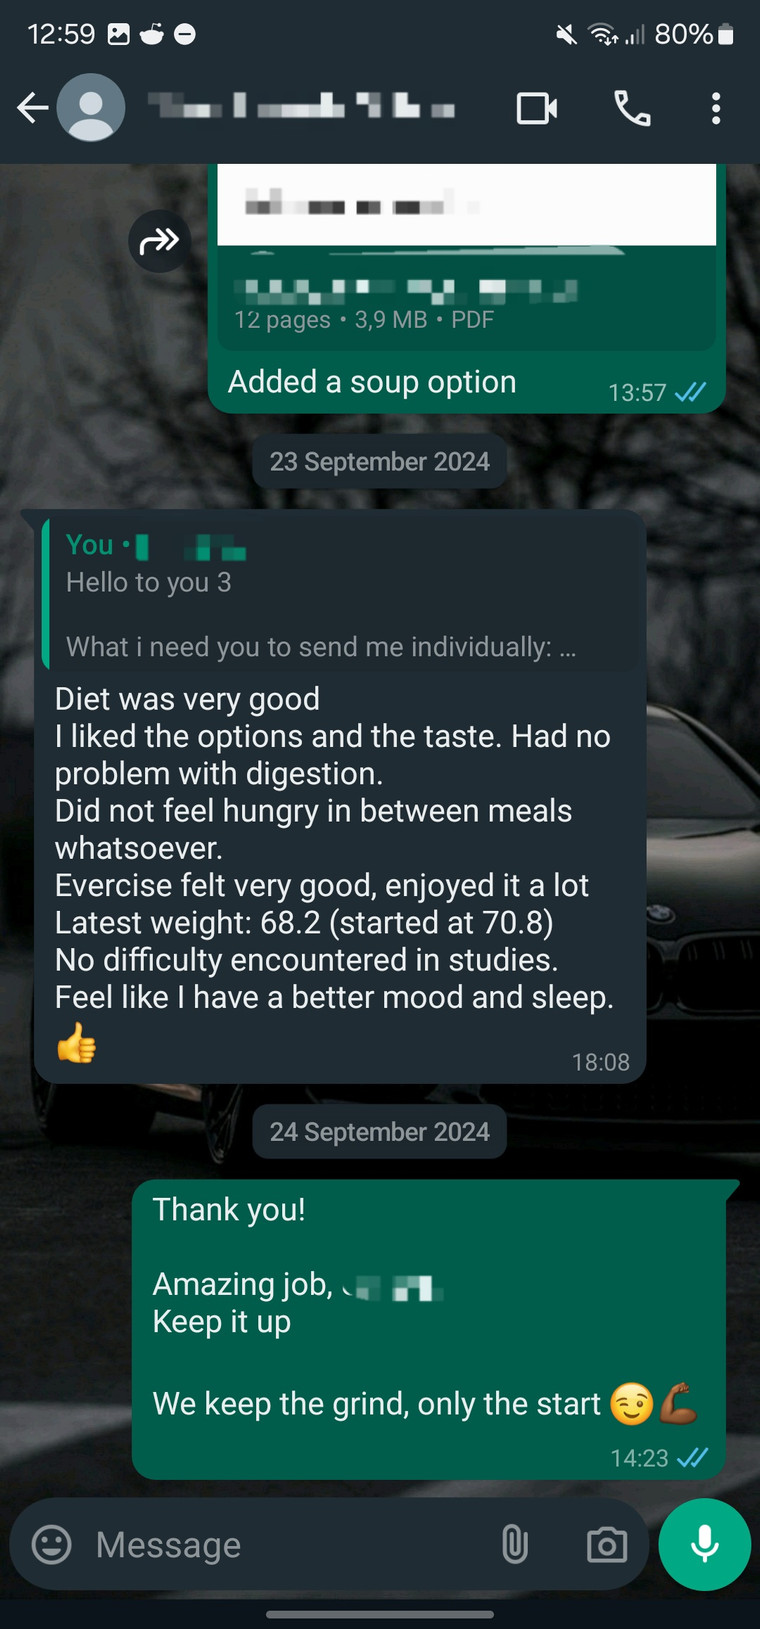 12:59
80%
12 pages • 3,9 MB • PDF
Added a soup option
13:57
23 September 2024
You •
Hello to you 3
What i need you to send me individually: ...
Diet was very good
I liked the options and the taste. Had no
problem with digestion.
Did not feel hungry in between meals
whatsoever.
Evercise felt very good, enjoyed it a lot
Latest weight: 68.2 (started at 70.8)
No difficulty encountered in studies.
Feel like I have a better mood and sleep.
👍
18:08
24 September 2024
Thank you!
Amazing job,
Keep it up
We keep the grind, only the start 😉💪🏾
14:23
Message